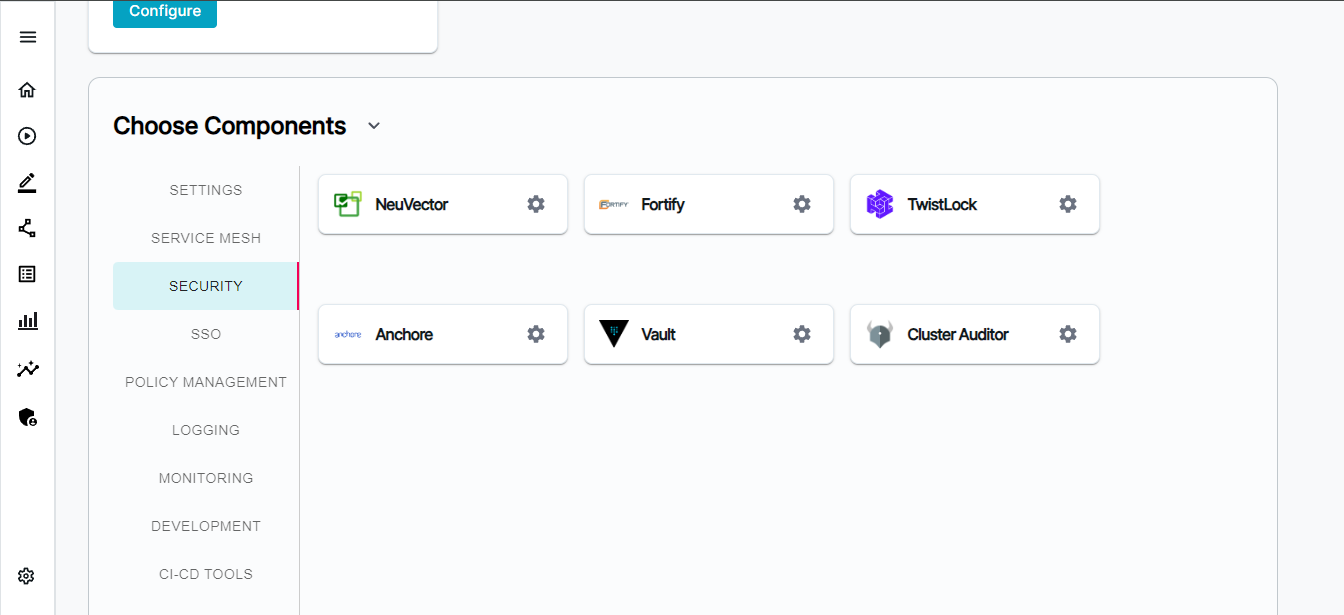 Configure
Choose Components
SETTINGS
SERVICE MESH
SECURITY
SSO
POLICY MANAGEMENT
LOGGING
MONITORING
DEVELOPMENT
CI-CD TOOLS
NeuVector
FORTIFY Fortify
TwistLock
anchore Anchore
Vault
Cluster Auditor